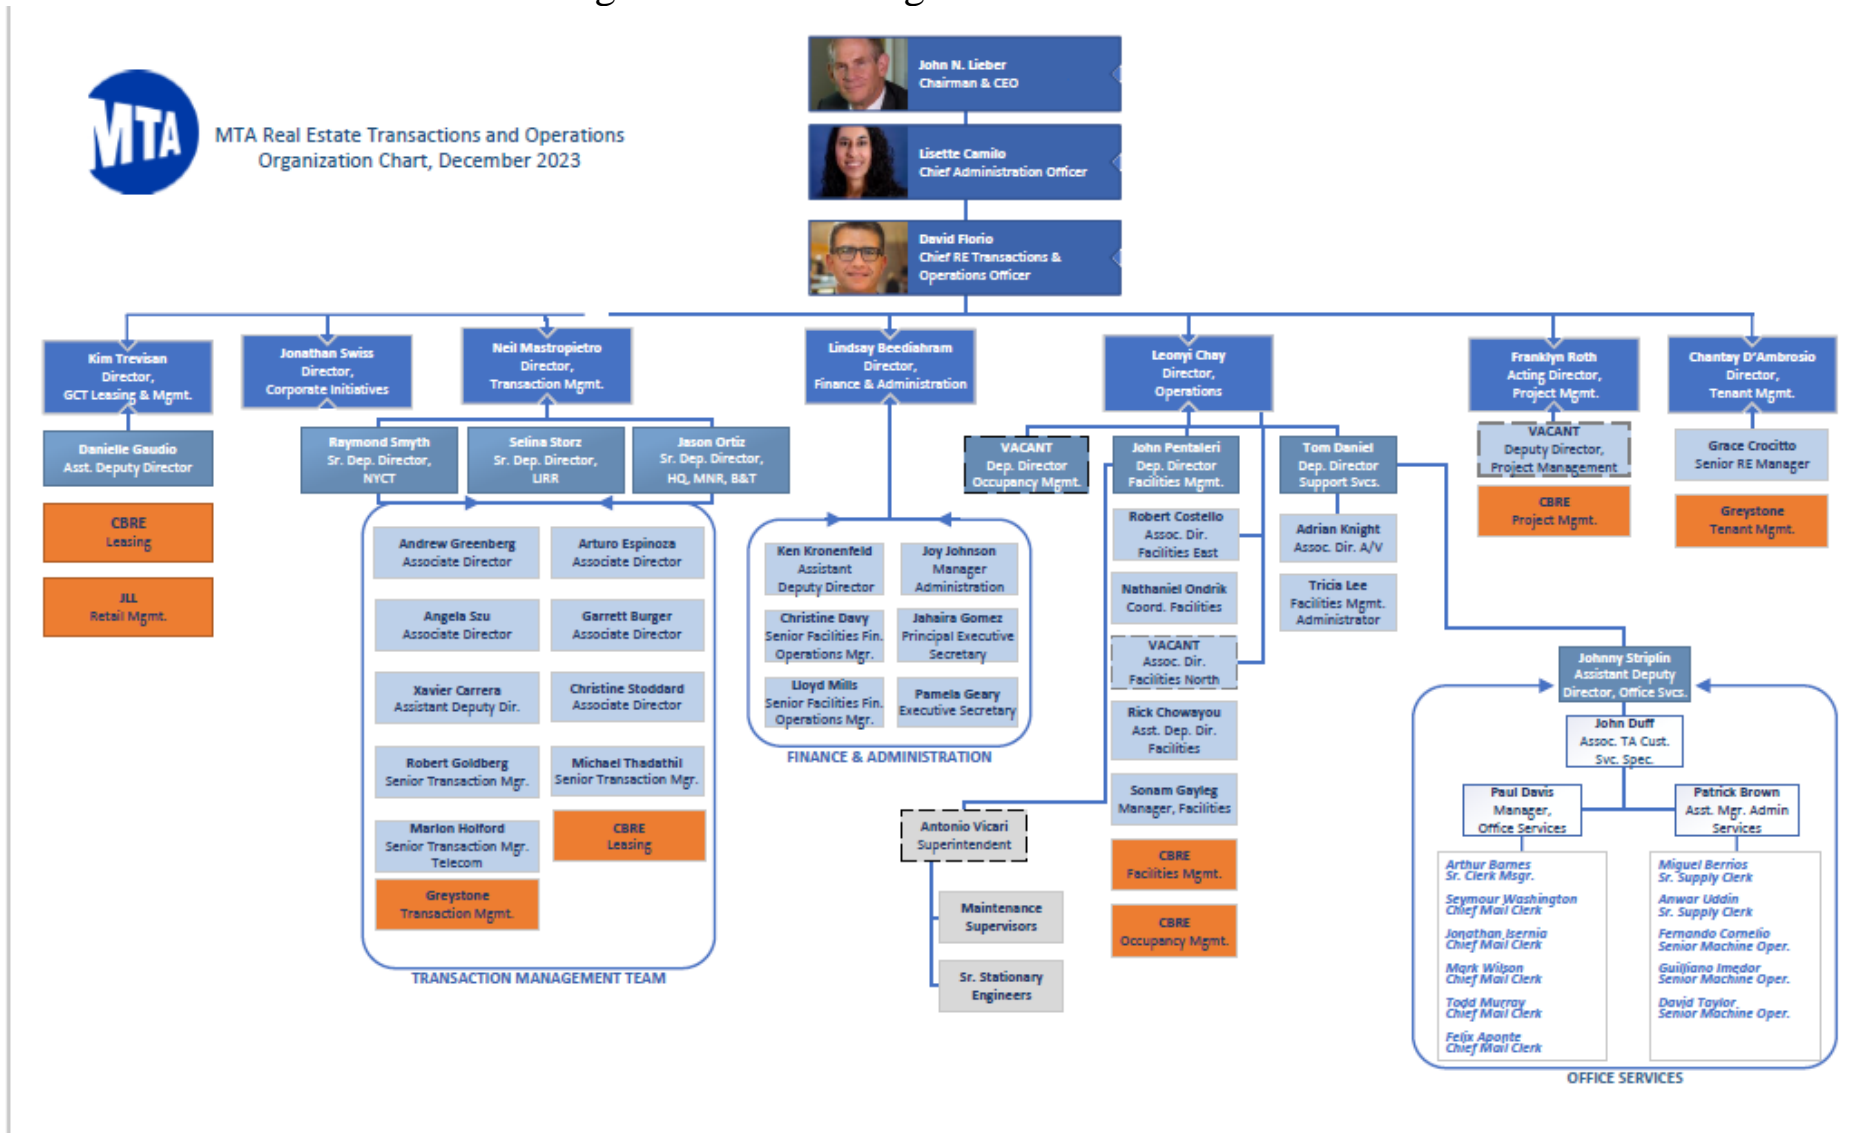 MTA
MTA Real Estate Transactions and Operations
Organization Chart, December 2023
John N. Lieber
Chairman & CEO
Lisette Camilo
Chief Administration Officer
David Florio
Chief RE Transactions &
Operations Officer
Kim Trevisan
Director,
GCT Leasing & Mgmt.
Jonathan Swiss
Director,
Corporate Initiatives
Neil Mastropietro
Director,
Transaction Mgmt.
Lindsay Beediahram
Director,
Finance & Administration
Leonyi Chay
Director,
Operations
Franklyn Roth
Acting Director,
Project Mgmt.
Chantay D'Ambrosio
Director,
Tenant Mgmt.
Danielle Gaudio
Asst. Deputy Director
CBRE
Leasing
JLL
Retail Mgmt.
Raymond Smyth
Sr. Dep. Director,
NYCT
Selina Storz
Sr. Dep. Director,
LIRR
Jason Ortiz
Sr. Dep. Director,
HQ, MNR, B&T
Andrew Greenberg
Associate Director
Arturo Espinoza
Associate Director
Angela Szu
Associate Director
Garrett Burger
Associate Director
Xavier Carrera
Assistant Deputy Dir.
Christine Stoddard
Associate Director
Robert Goldberg
Senior Transaction Mgr.
Michael Thadathil
Senior Transaction Mgr.
Marlon Holford
Senior Transaction Mgr.
Telecom
CBRE
Leasing
Greystone
Transaction Mgmt.
TRANSACTION MANAGEMENT TEAM
Ken Kronenfeld
Assistant
Deputy Director
Joy Johnson
Manager
Administration
Christine Davy
Senior Facilities Fin.
Operations Mgr.
Jahaira Gomez
Principal Executive
Secretary
Lloyd Mills
Senior Facilities Fin.
Operations Mgr.
Pamela Geary
Executive Secretary
FINANCE & ADMINISTRATION
VACANT
Dep. Director
Occupancy Mgmt.
John Pentaleri
Dep. Director
Facilities Mgmt.
Tom Daniel
Dep. Director
Support Svcs.
Robert Costello
Assoc. Dir.
Facilities East
Nathaniel Ondrik
Coord. Facilities
VACANT
Assoc. Dir.
Facilities North
Rick Chowayou
Asst. Dep. Dir.
Facilities
Sonam Gayleg
Manager, Facilities
CBRE
Facilities Mgmt.
CBRE
Occupancy Mgmt.
Adrian Knight
Assoc. Dir. A/V
Tricia Lee
Facilities Mgmt.
Administrator
Antonio Vicari
Superintendent
Maintenance
Supervisors
Sr. Stationary
Engineers
VACANT
Deputy Director,
Project Management
CBRE
Project Mgmt.
Grace Crocitto
Senior RE Manager
Greystone
Tenant Mgmt.
Johnny Striplin
Assistant Deputy
Director, Office Svcs.
John Duff
Assoc. TA Cust.
Svc. Spec.
Paul Davis
Manager,
Office Services
Patrick Brown
Asst. Mgr. Admin
Services
Arthur Barnes
Sr. Clerk Msgr.
Seymour Washington
Chief Mail Clerk
Jonathan Isernia
Chief Mail Clerk
Mark Wilson
Chief Mail Clerk
Todd Murray
Chief Mail Clerk
Felix Aponte
Chief Mail Clerk
Miguel Berrios
Sr. Supply Clerk
Anwar Uddin
Sr. Supply Clerk
Fernando Cornelio
Senior Machine Oper.
Guilliano Imedor
Senior Machine Oper.
David Taylor
Senior Machine Oper.
OFFICE SERVICES